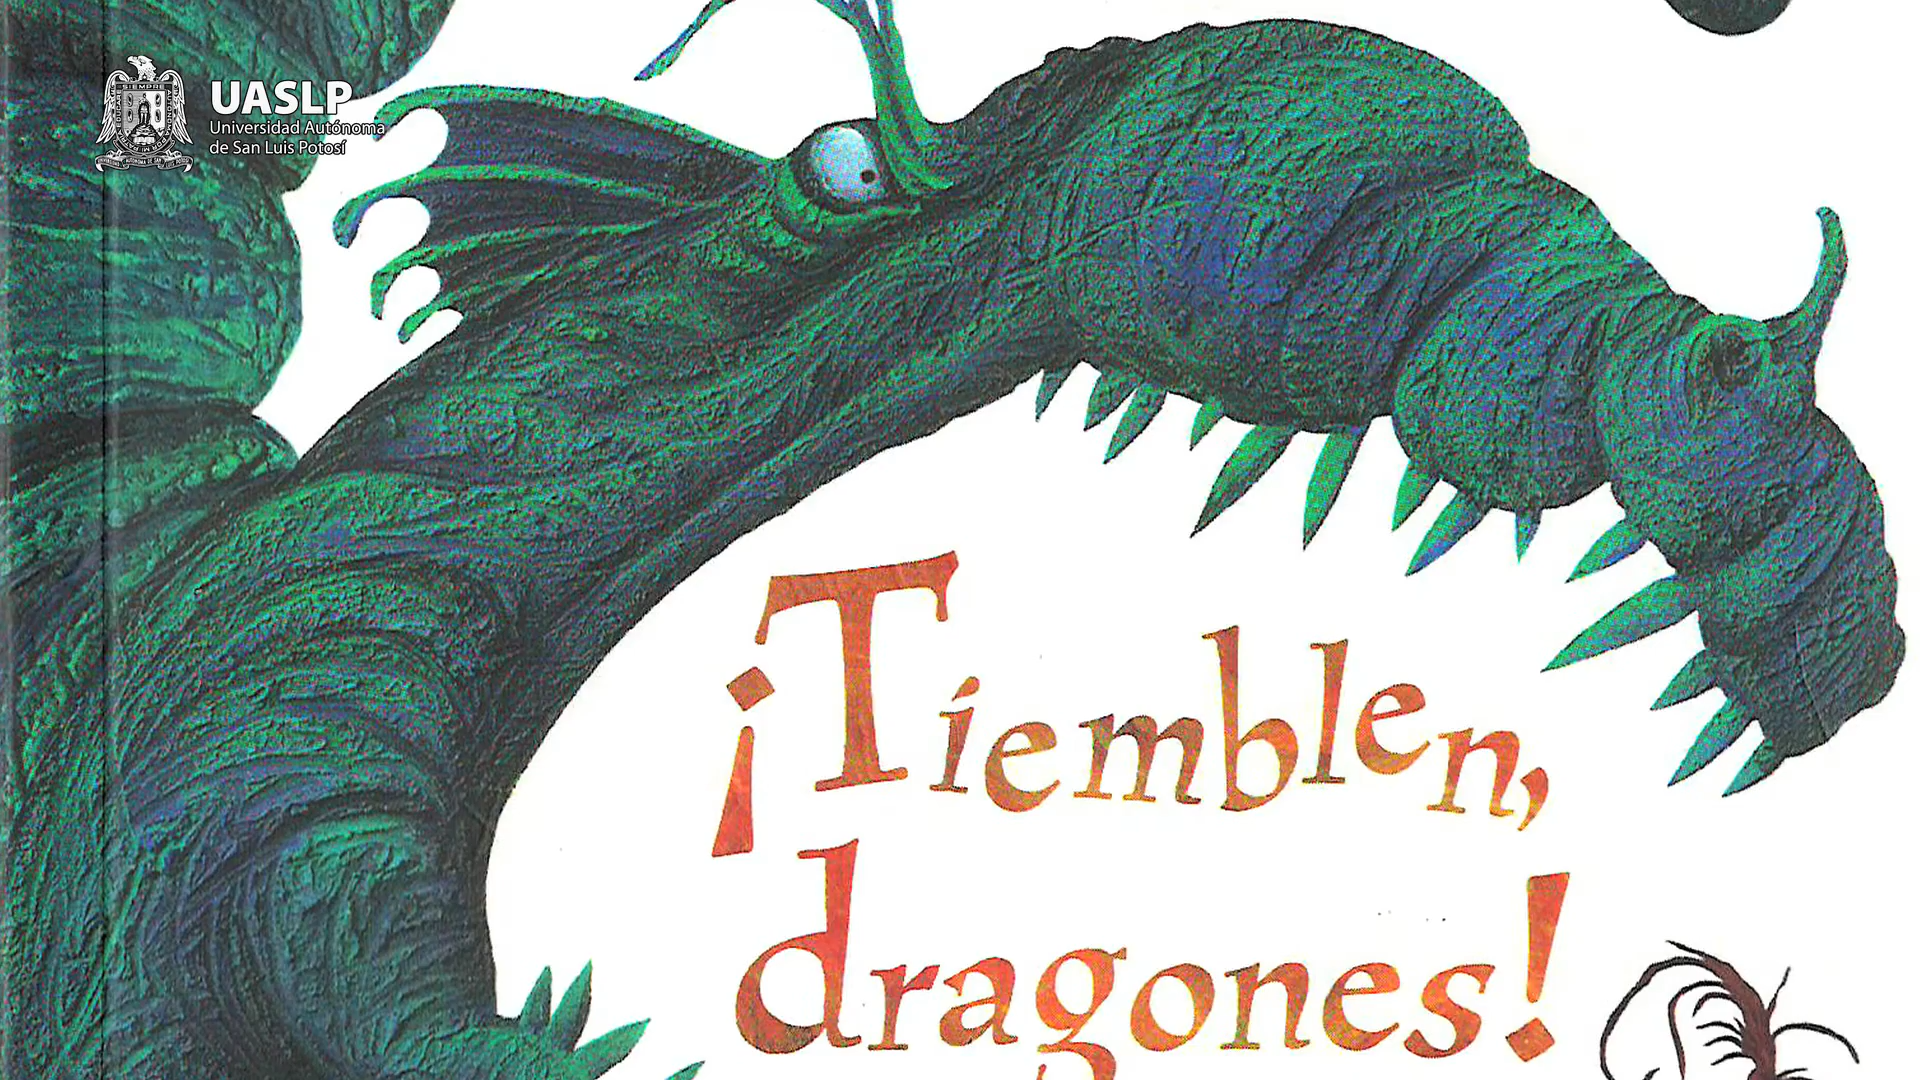 UASLP
Universidad Autónoma
de San Luis Potosí
¡Tiemblen,
dragones!